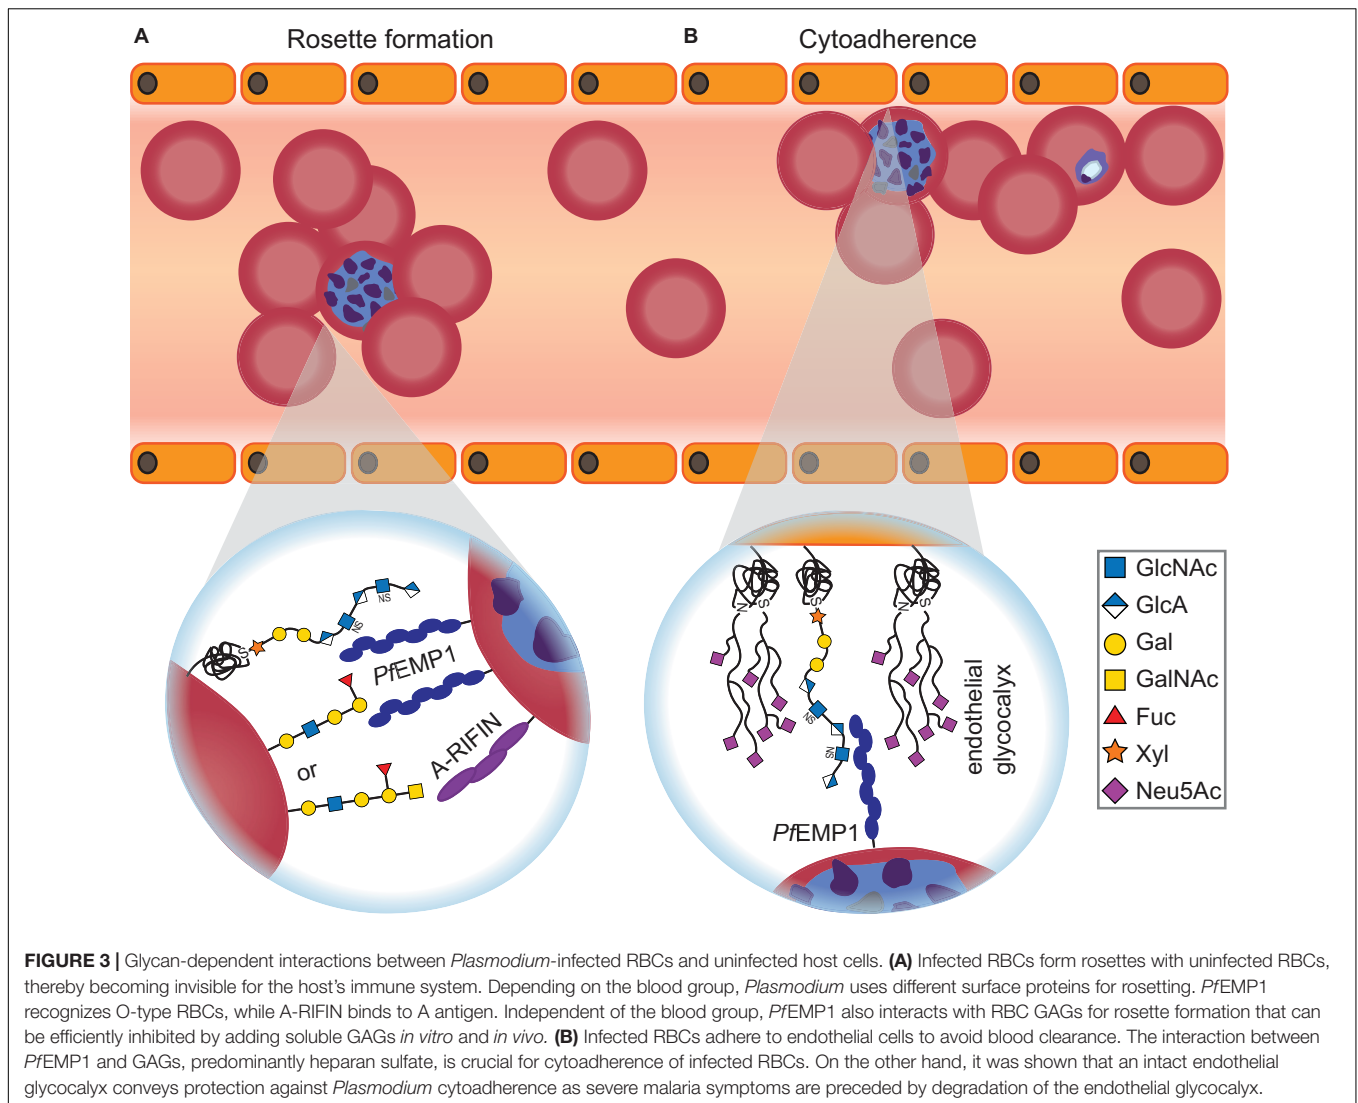 A
Rosette formation
B
Cytoadherence
NS
NS
S
PfEMP1
or
A-RIFIN
N
S
S
N
S
NS
NS
endothelial
glycocalyx
PfEMP1
GlcNAc
GlcA
Gal
GalNAc
Fuc
Xyl
Neu5Ac
FIGURE 3 | Glycan-dependent interactions between Plasmodium-infected RBCs and uninfected host cells. (A) Infected RBCs form rosettes with uninfected RBCs,
thereby becoming invisible for the host's immune system. Depending on the blood group, Plasmodium uses different surface proteins for rosetting. PfEMP1
recognizes O-type RBCs, while A-RIFIN binds to A antigen. Independent of the blood group, PfEMP1 also interacts with RBC GAGs for rosette formation that can
be efficiently inhibited by adding soluble GAGs in vitro and in vivo. (B) Infected RBCs adhere to endothelial cells to avoid blood clearance. The interaction between
PfEMP1 and GAGs, predominantly heparan sulfate, is crucial for cytoadherence of infected RBCs. On the other hand, it was shown that an intact endothelial
glycocalyx conveys protection against Plasmodium cytoadherence as severe malaria symptoms are preceded by degradation of the endothelial glycocalyx.